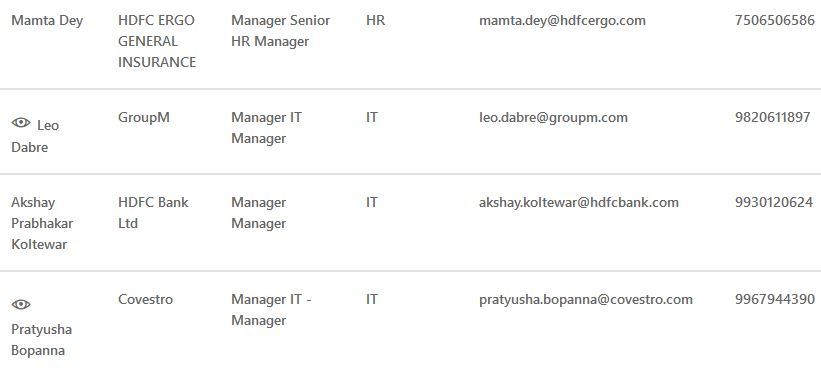 Mamta Dey HDFC ERGO Manager Senior HR mamta.dey@hdfcergo.com 7506506586
GENERAL HR Manager
INSURANCE
Leo GroupM Manager IT IT leo.dabre@groupm.com 9820611897
Dabre Manager
Akshay HDFC Bank Manager IT akshay.koltewar@hdfcbank.com 9930120624
Prabhakar Ltd Manager
Koltewar
Covestro Manager IT - IT pratyusha.bopanna@covestro.com 9967944390
Pratyusha Manager
Bopanna